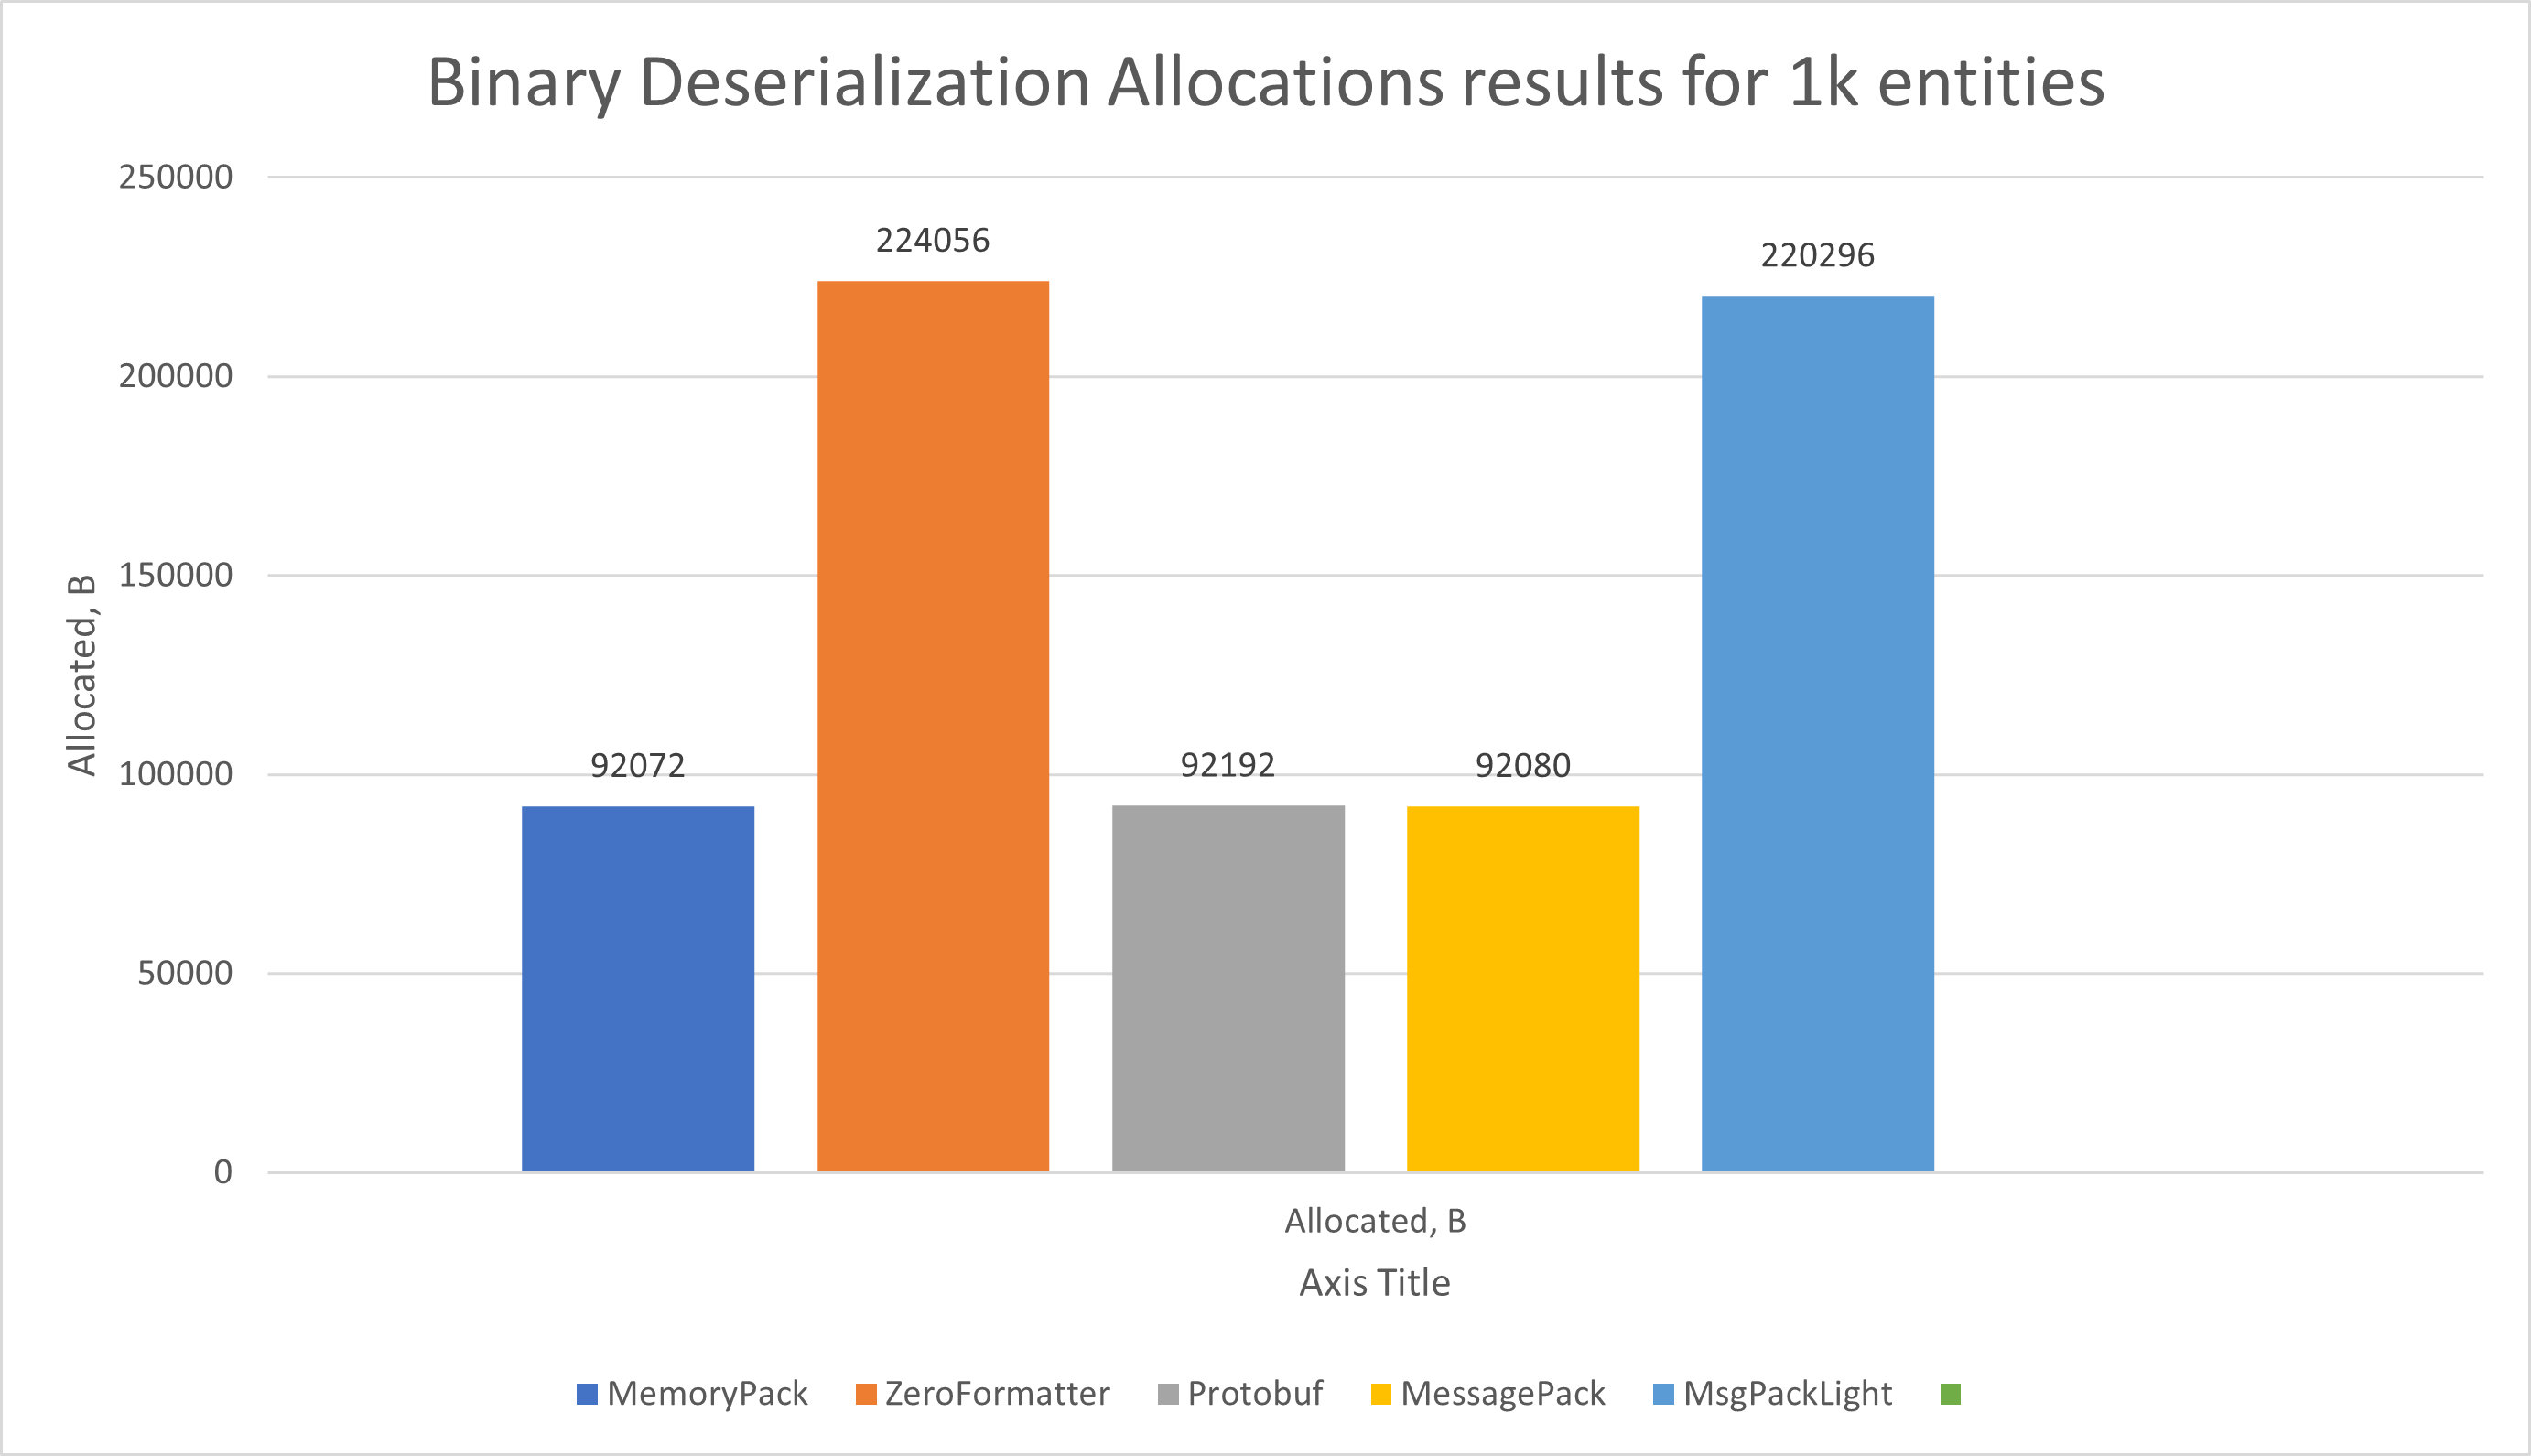 Binary Deserialization Allocations results for 1k entities
250000
224056
220296
200000
150000
Allocated, B
100000
92072
92192
92080
50000
0
Allocated, B
Axis Title
MemoryPack ZeroFormatter Protobuf MessagePack MsgPackLight